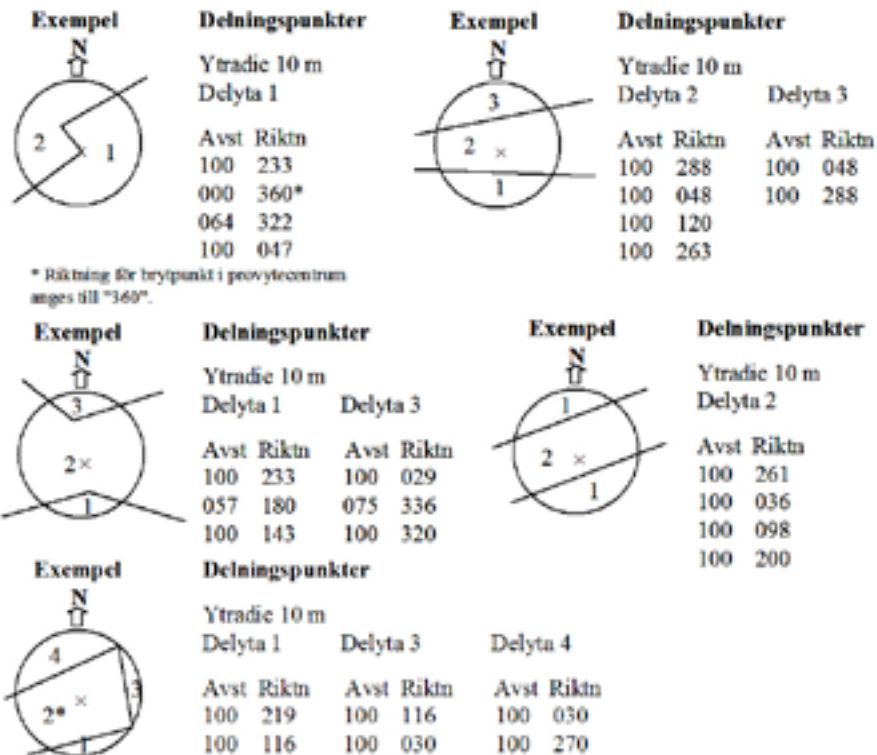 Exempel
N
2
1
Delningspunkter
Ytradie 10 m
Delyta 1
Avst Riktn
100 233
000 360*
064 322
100 047
* Riktning för brytpunkt i provytecentrum
anges till "360".
Exempel
N
3
2
1
Delningspunkter
Ytradie 10 m
Delyta 2 Delyta 3
Avst Riktn Avst Riktn
100 288 100 048
100 048 100 288
100 120
100 263
Exempel
N
3
2
1
Delningspunkter
Ytradie 10 m
Delyta 1 Delyta 3
Avst Riktn Avst Riktn
100 233 100 029
057 180 075 336
100 143 100 320
Exempel
N
1
2
1
Delningspunkter
Ytradie 10 m
Delyta 2
Avst Riktn
100 261
100 036
100 098
100 200
Exempel
N
4
3
2*
1
Delningspunkter
Ytradie 10 m
Delyta 1 Delyta 3 Delyta 4
Avst Riktn Avst Riktn Avst Riktn
100 219 100 116 100 030
100 116 100 030 100 270